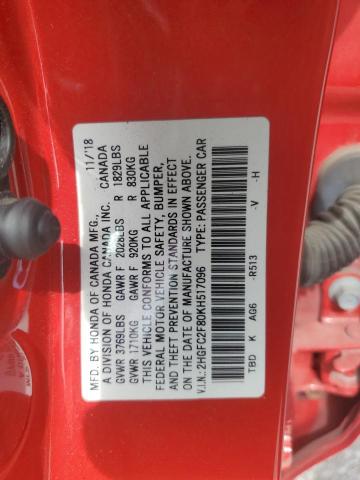 MFD. BY HONDA OF CANADA MFG., 11/'18
A DIVISION OF HONDA CANADA INC. CANADA
GVWR 3769LBS GAWR F 2028LBS R 1829LBS
GVWR 1710KG GAWR F 920KG R 830KG
THIS VEHICLE CONFORMS TO ALL APPLICABLE
FEDERAL MOTOR VEHICLE SAFETY, BUMPER,
AND THEFT PREVENTION STANDARDS IN EFFECT
ON THE DATE OF MANUFACTURE SHOWN ABOVE.
V.I.N.: 2HGFC2F80KH517096 TYPE: PASSENGER CAR
TBD K AG6 -R513 -V -H